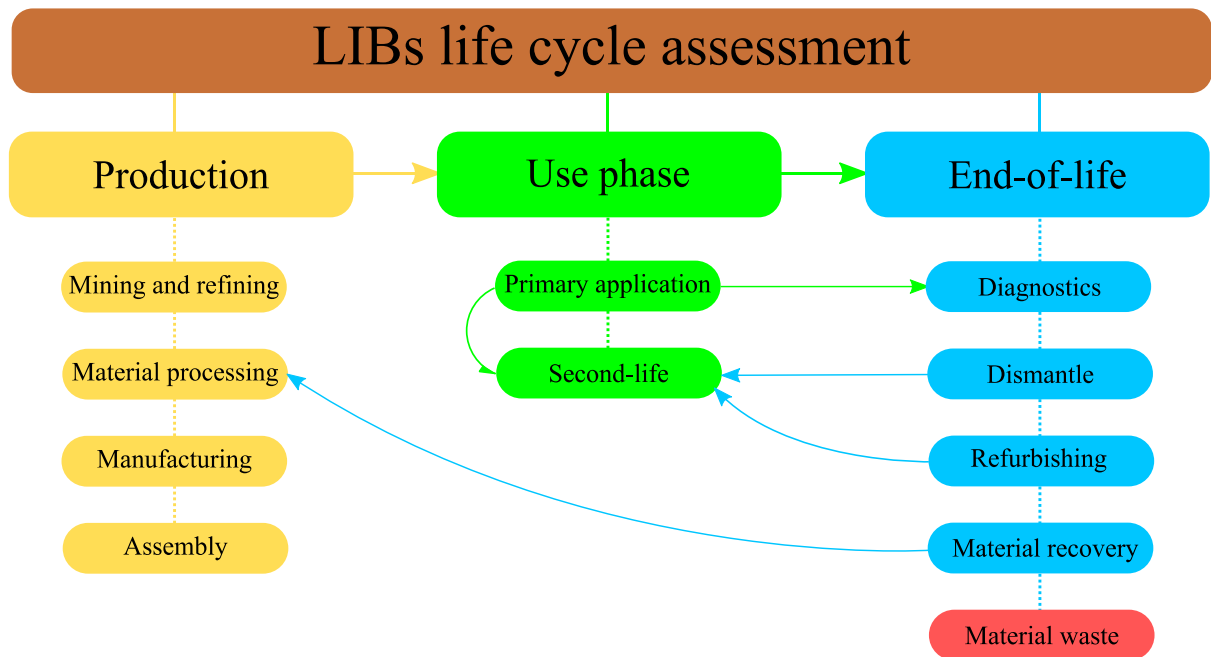 LIBs life cycle assessment
Production
Use phase
End-of-life
Mining and refining
Primary application
Diagnostics
Material processing
Second-life
Dismantle
Manufacturing
Refurbishing
Assembly
Material recovery
Material waste